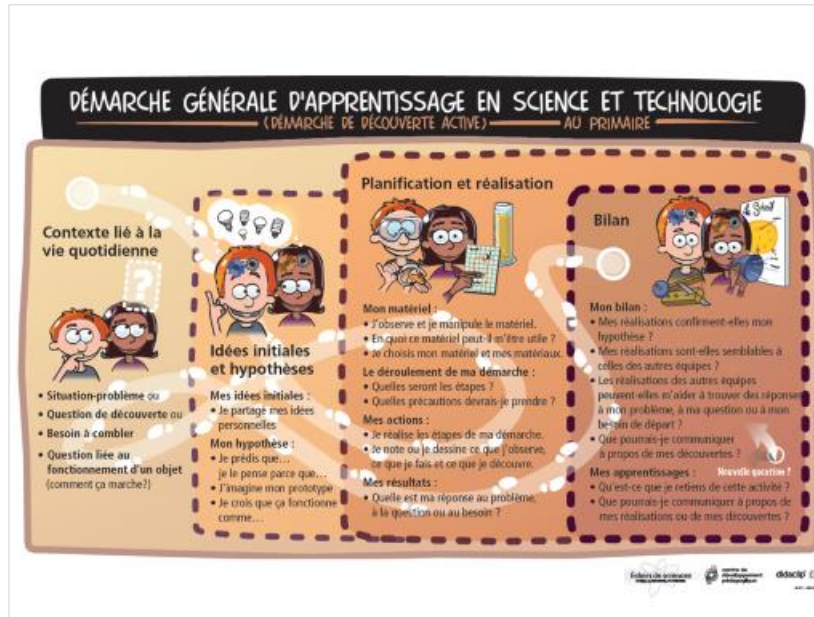 DÉMARCHE GÉNÉRALE D'APPRENTISSAGE EN SCIENCE ET TECHNOLOGIE
(DÉMARCHE DE DÉCOUVERTE ACTIVE) AU PRIMAIRE
Contexte lié à la
vie quotidienne
?
• Situation-problème ou
• Question de découverte ou
• Besoin à combler
• Question liée au
fonctionnement d'un objet
(comment ça marche?)
Idées initiales
et hypothèses
Mes idées initiales :
• Je partage mes idées
personnelles
Mon hypothèse :
• Je prédis que…
je le pense parce que…
• J'imagine mon prototype
• Je crois que ça fonctionne
comme…
Planification et réalisation
Mon matériel :
• J'observe et je manipule le matériel.
• En quoi ce matériel peut-il m'être utile ?
• Je choisis mon matériel et mes matériaux.
Le déroulement de ma démarche :
• Quelles seront les étapes ?
• Quelles précautions devrais-je prendre ?
Mes actions :
• Je réalise les étapes de ma démarche.
• Je note ou je dessine ce que j'observe,
ce que je fais et ce que je découvre.
Mes résultats :
• Quelle est ma réponse au problème,
à la question ou au besoin ?
Bilan
Le Soleil
Mon bilan :
• Mes réalisations confirment-elles mon
hypothèse ?
• Mes réalisations sont-elles semblables à
celles des autres équipes ?
• Les réalisations des autres équipes
peuvent-elles m'aider à trouver des réponses
à mon problème, à ma question ou à mon
besoin de départ ?
• Que pourrais-je communiquer
à propos de mes découvertes ?
Nouvelle question ?
Mes apprentissages :
• Qu'est-ce que je retiens de cette activité ?
• Que pourrais-je communiquer à propos de
mes réalisations ou de mes découvertes ?
centre de
développement
pédagogique
didaclip